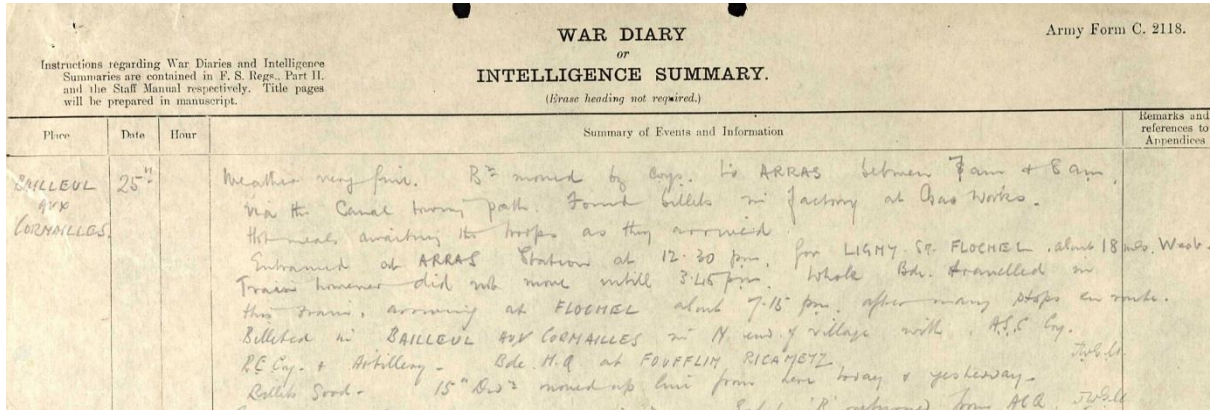 WAR DIARY
or
INTELLIGENCE SUMMARY.
(Erase heading not required.)
Army Form C. 2118.
Instructions regarding War Diaries and Intelligence
Summaries are contained in F. S. Regs., Part II.
and the Staff Manual respectively. Title pages
will be prepared in manuscript.
Place Date Hour Summary of Events and Information Remarks and references to Appendices
BAILLEUL
AUX
CORMAILLES.
25th
Weather very fine. Bn moved by Coys. to ARRAS between 7 am & 8 am,
via the Canal towing path. Found billets in factory at Gas Works.
Hot meals awaiting the troops as they arrived
Entrained at ARRAS Station at 12.30 pm. for LIGNY-ST. FLOCHEL. about 18 mls. West.
Train however did not move untill 3.45 pm. Whole Bde. travelled in
this train, arriving at FLOCHEL about 7.15 pm. after many stops en route.
Billeted in BAILLEUL AUX CORMAILLES in N. end of village with A.S.C Coy.
R.E Coy. & Artillery. Bde. H.Q at FOUFFLIN RICAMETZ.
Billets Good. 15th Divn moved up line from here today & yesterday.
from